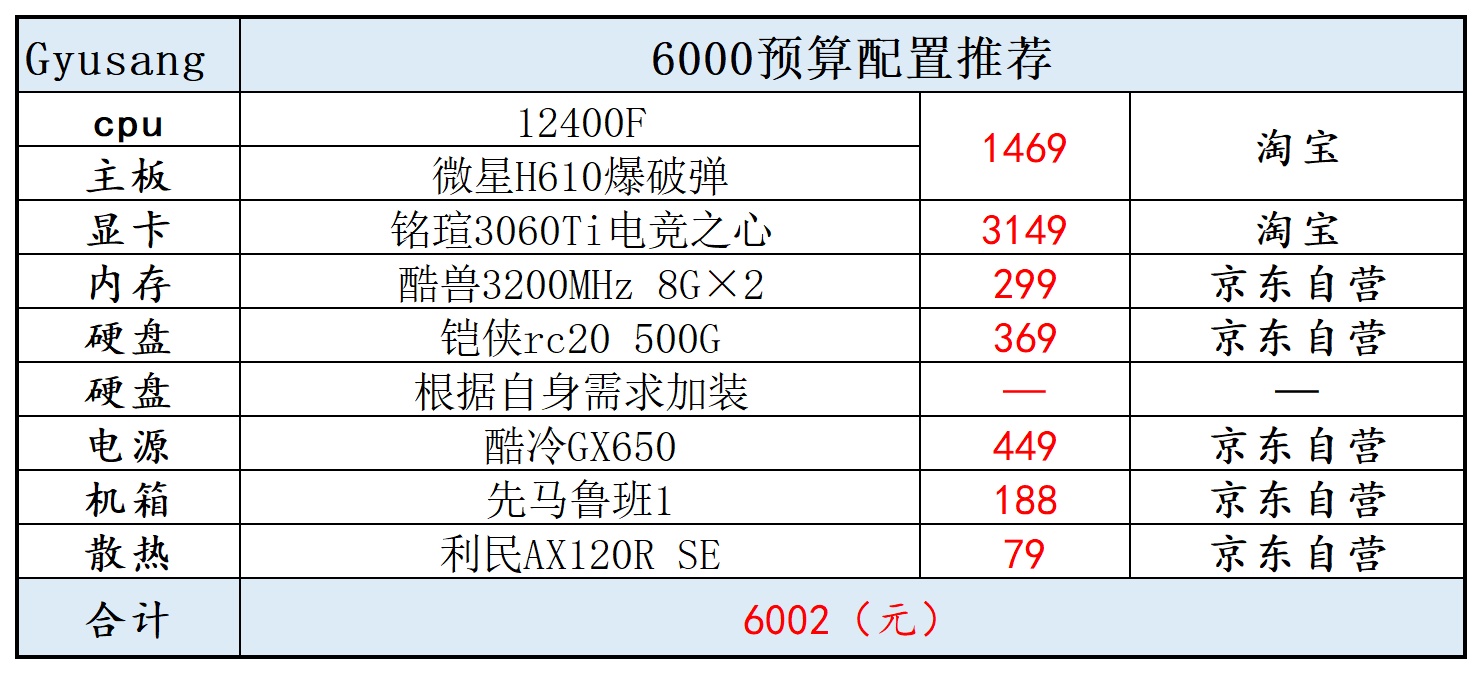 Gyusang 6000预算配置推荐
cpu 12400F 1469 淘宝
主板 微星H610爆破弹
显卡 铭瑄3060Ti电竞之心 3149 淘宝
内存 酷兽3200MHz 8G×2 299 京东自营
硬盘 铠侠rc20 500G 369 京东自营
硬盘 根据自身需求加装 — —
电源 酷冷GX650 449 京东自营
机箱 先马鲁班1 188 京东自营
散热 利民AX120R SE 79 京东自营
合计 6002（元）